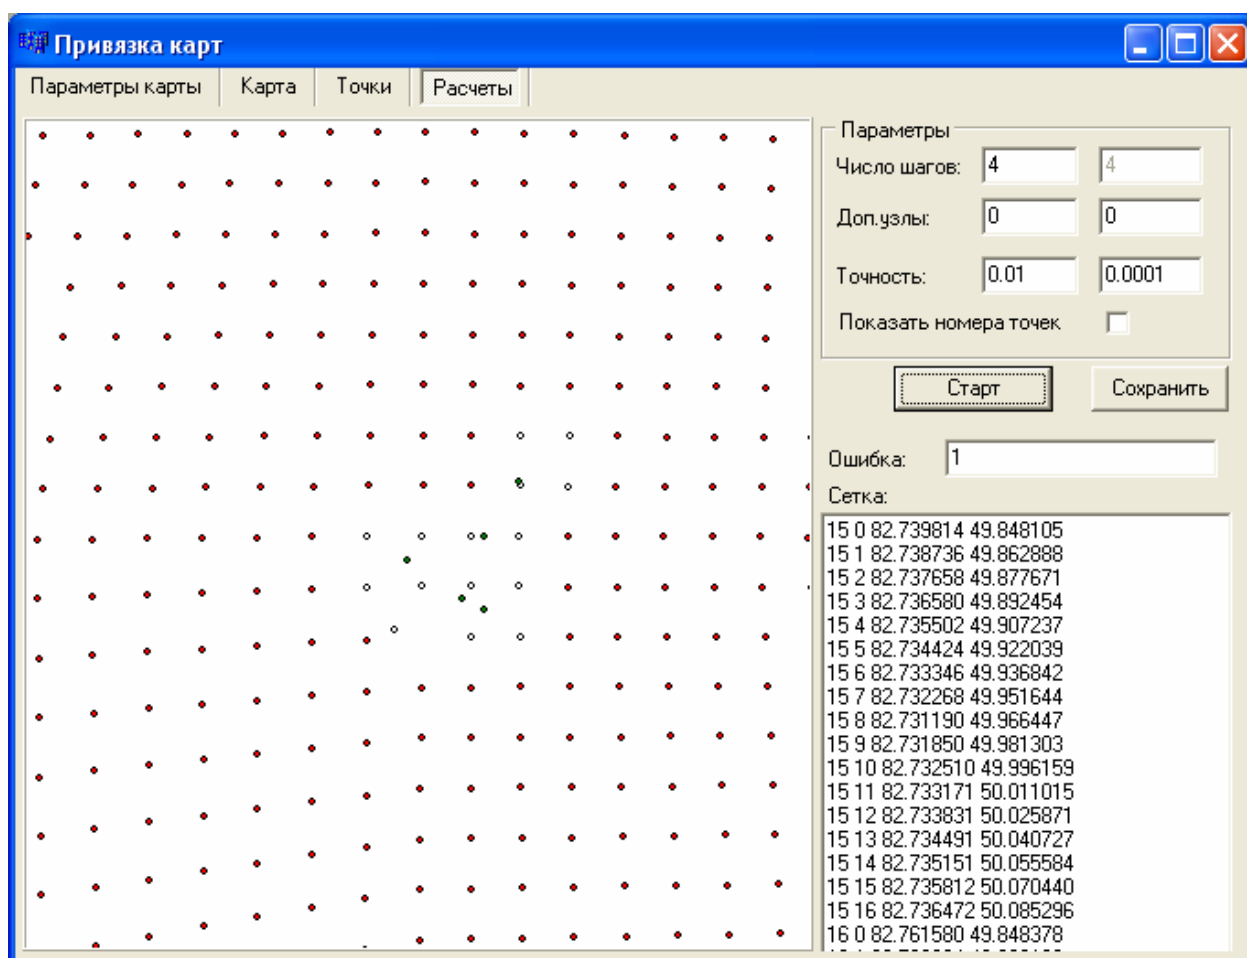 Привязка карт
Параметры карты Карта Точки Расчеты
Параметры
Число шагов: 4 4
Доп.узлы: 0 0
Точность: 0.01 0.0001
Показать номера точек
Старт Сохранить
Ошибка: 1
Сетка:
15 0 82.739814 49.848105
15 1 82.738736 49.862888
15 2 82.737658 49.877671
15 3 82.736580 49.892454
15 4 82.735502 49.907237
15 5 82.734424 49.922039
15 6 82.733346 49.936842
15 7 82.732268 49.951644
15 8 82.731190 49.966447
15 9 82.731850 49.981303
15 10 82.732510 49.996159
15 11 82.733171 50.011015
15 12 82.733831 50.025871
15 13 82.734491 50.040727
15 14 82.735151 50.055584
15 15 82.735812 50.070440
15 16 82.736472 50.085296
16 0 82.761580 49.848378